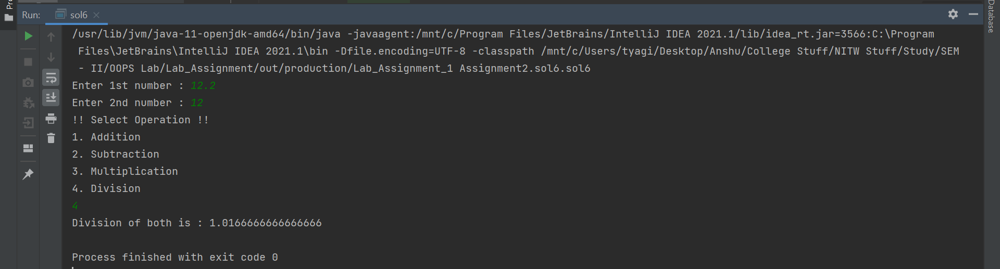 Run: sol6
/usr/lib/jvm/java-11-openjdk-amd64/bin/java -javaagent:/mnt/c/Program Files/JetBrains/IntelliJ IDEA 2021.1/lib/idea_rt.jar=3566:C:\Program
Files\JetBrains\IntelliJ IDEA 2021.1\bin -Dfile.encoding=UTF-8 -classpath /mnt/c/Users/tyagi/Desktop/Anshu/College Stuff/NITW Stuff/Study/SEM
- II/OOPS Lab/Lab_Assignment/out/production/Lab_Assignment_1 Assignment2.sol6.sol6
Enter 1st number : 12.2
Enter 2nd number : 12
!! Select Operation !!
1. Addition
2. Subtraction
3. Multiplication
4. Division
4
Division of both is : 1.0166666666666666
Process finished with exit code 0
Database